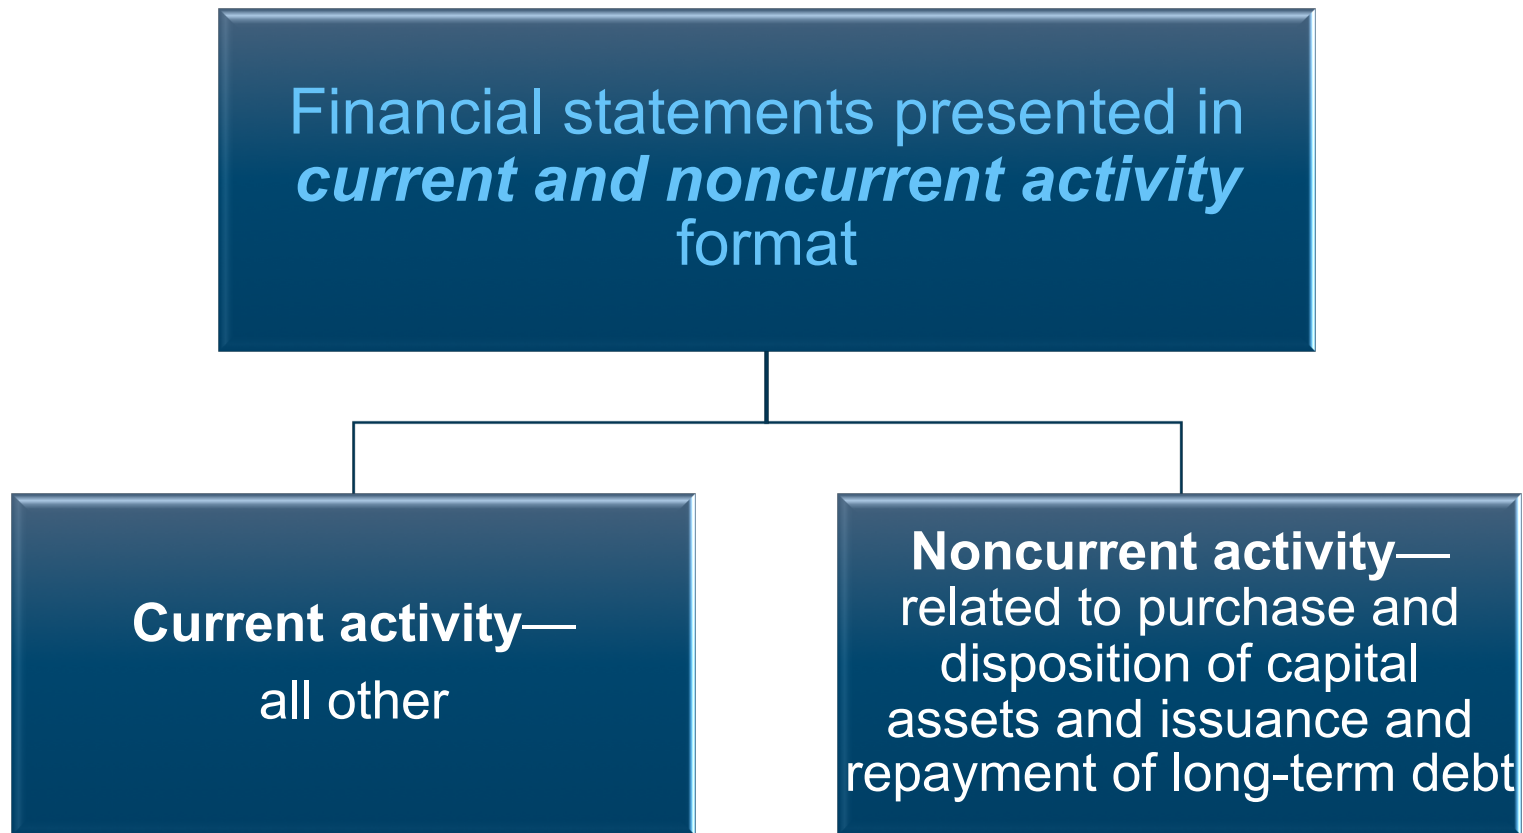 Financial statements presented in
current and noncurrent activity
format
Current activity—
all other
Noncurrent activity—
related to purchase and
disposition of capital
assets and issuance and
repayment of long-term debt